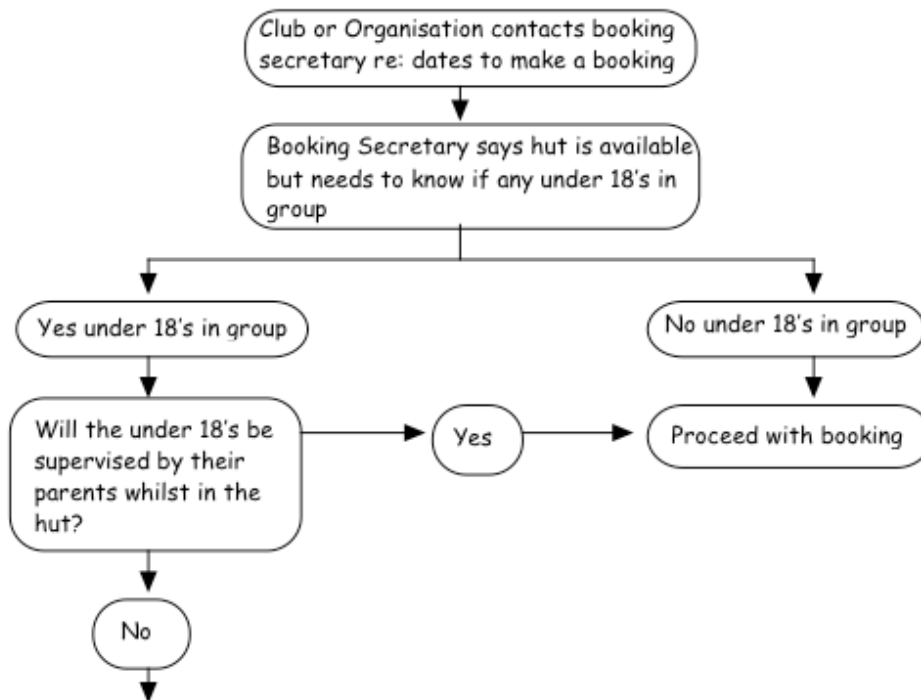 Club or Organisation contacts booking
secretary re: dates to make a booking
Booking Secretary says hut is available
but needs to know if any under 18's in
group
Yes under 18's in group
No under 18's in group
Will the under 18's be
supervised by their
parents whilst in the
hut?
Yes
Proceed with booking
No